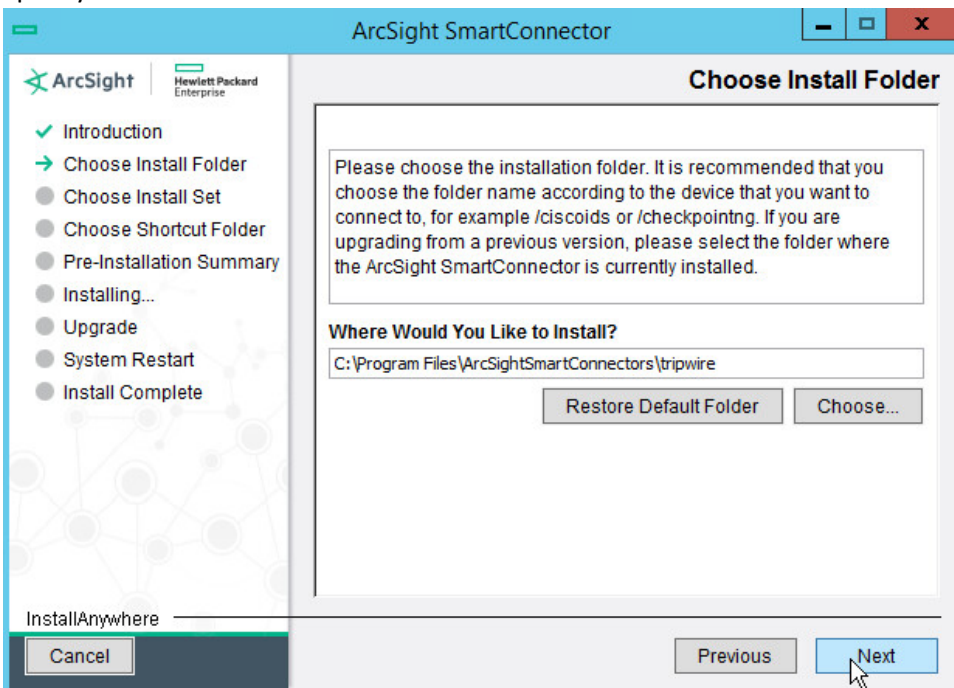 ArcSight SmartConnector
X
ArcSight
Hewlett Packard
Enterprise
Choose Install Folder
Introduction
Choose Install Folder
Choose Install Set
Choose Shortcut Folder
Pre-Installation Summary
Installing...
Upgrade
System Restart
Install Complete
Please choose the installation folder. It is recommended that you
choose the folder name according to the device that you want to
connect to, for example /ciscoids or /checkpointng. If you are
upgrading from a previous version, please select the folder where
the ArcSight SmartConnector is currently installed.
Where Would You Like to Install?
C:\Program Files\ArcSightSmartConnectors\tripwire
Restore Default Folder
Choose...
InstallAnywhere
Cancel
Previous
Next